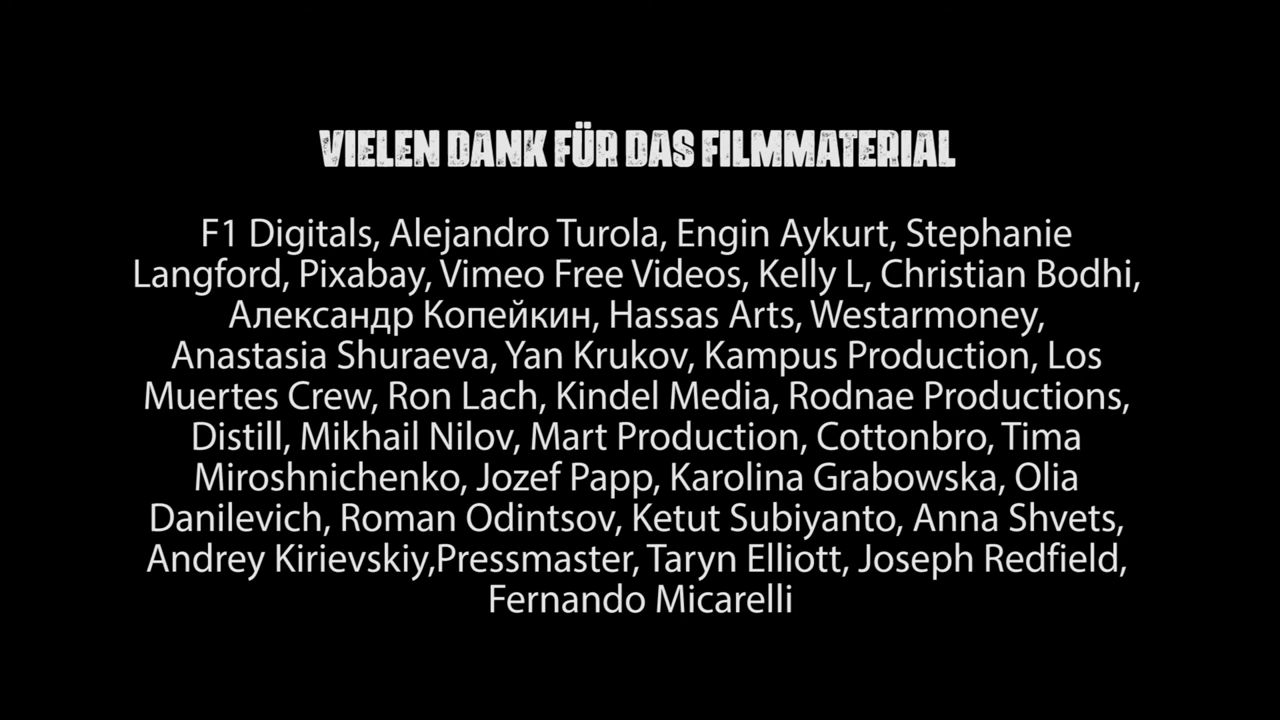 VIELEN DANK FÜR DAS FILMMATERIAL
F1 Digitals, Alejandro Turola, Engin Aykurt, Stephanie
Langford, Pixabay, Vimeo Free Videos, Kelly L, Christian Bodhi,
Александр Копейкин, Hassas Arts, Westarmoney,
Anastasia Shuraeva, Yan Krukov, Kampus Production, Los
Muertes Crew, Ron Lach, Kindel Media, Rodnae Productions,
Distill, Mikhail Nilov, Mart Production, Cottonbro, Tima
Miroshnichenko, Jozef Papp, Karolina Grabowska, Olia
Danilevich, Roman Odintsov, Ketut Subiyanto, Anna Shvets,
Andrey Kirievskiy,Pressmaster, Taryn Elliott, Joseph Redfield,
Fernando Micarelli